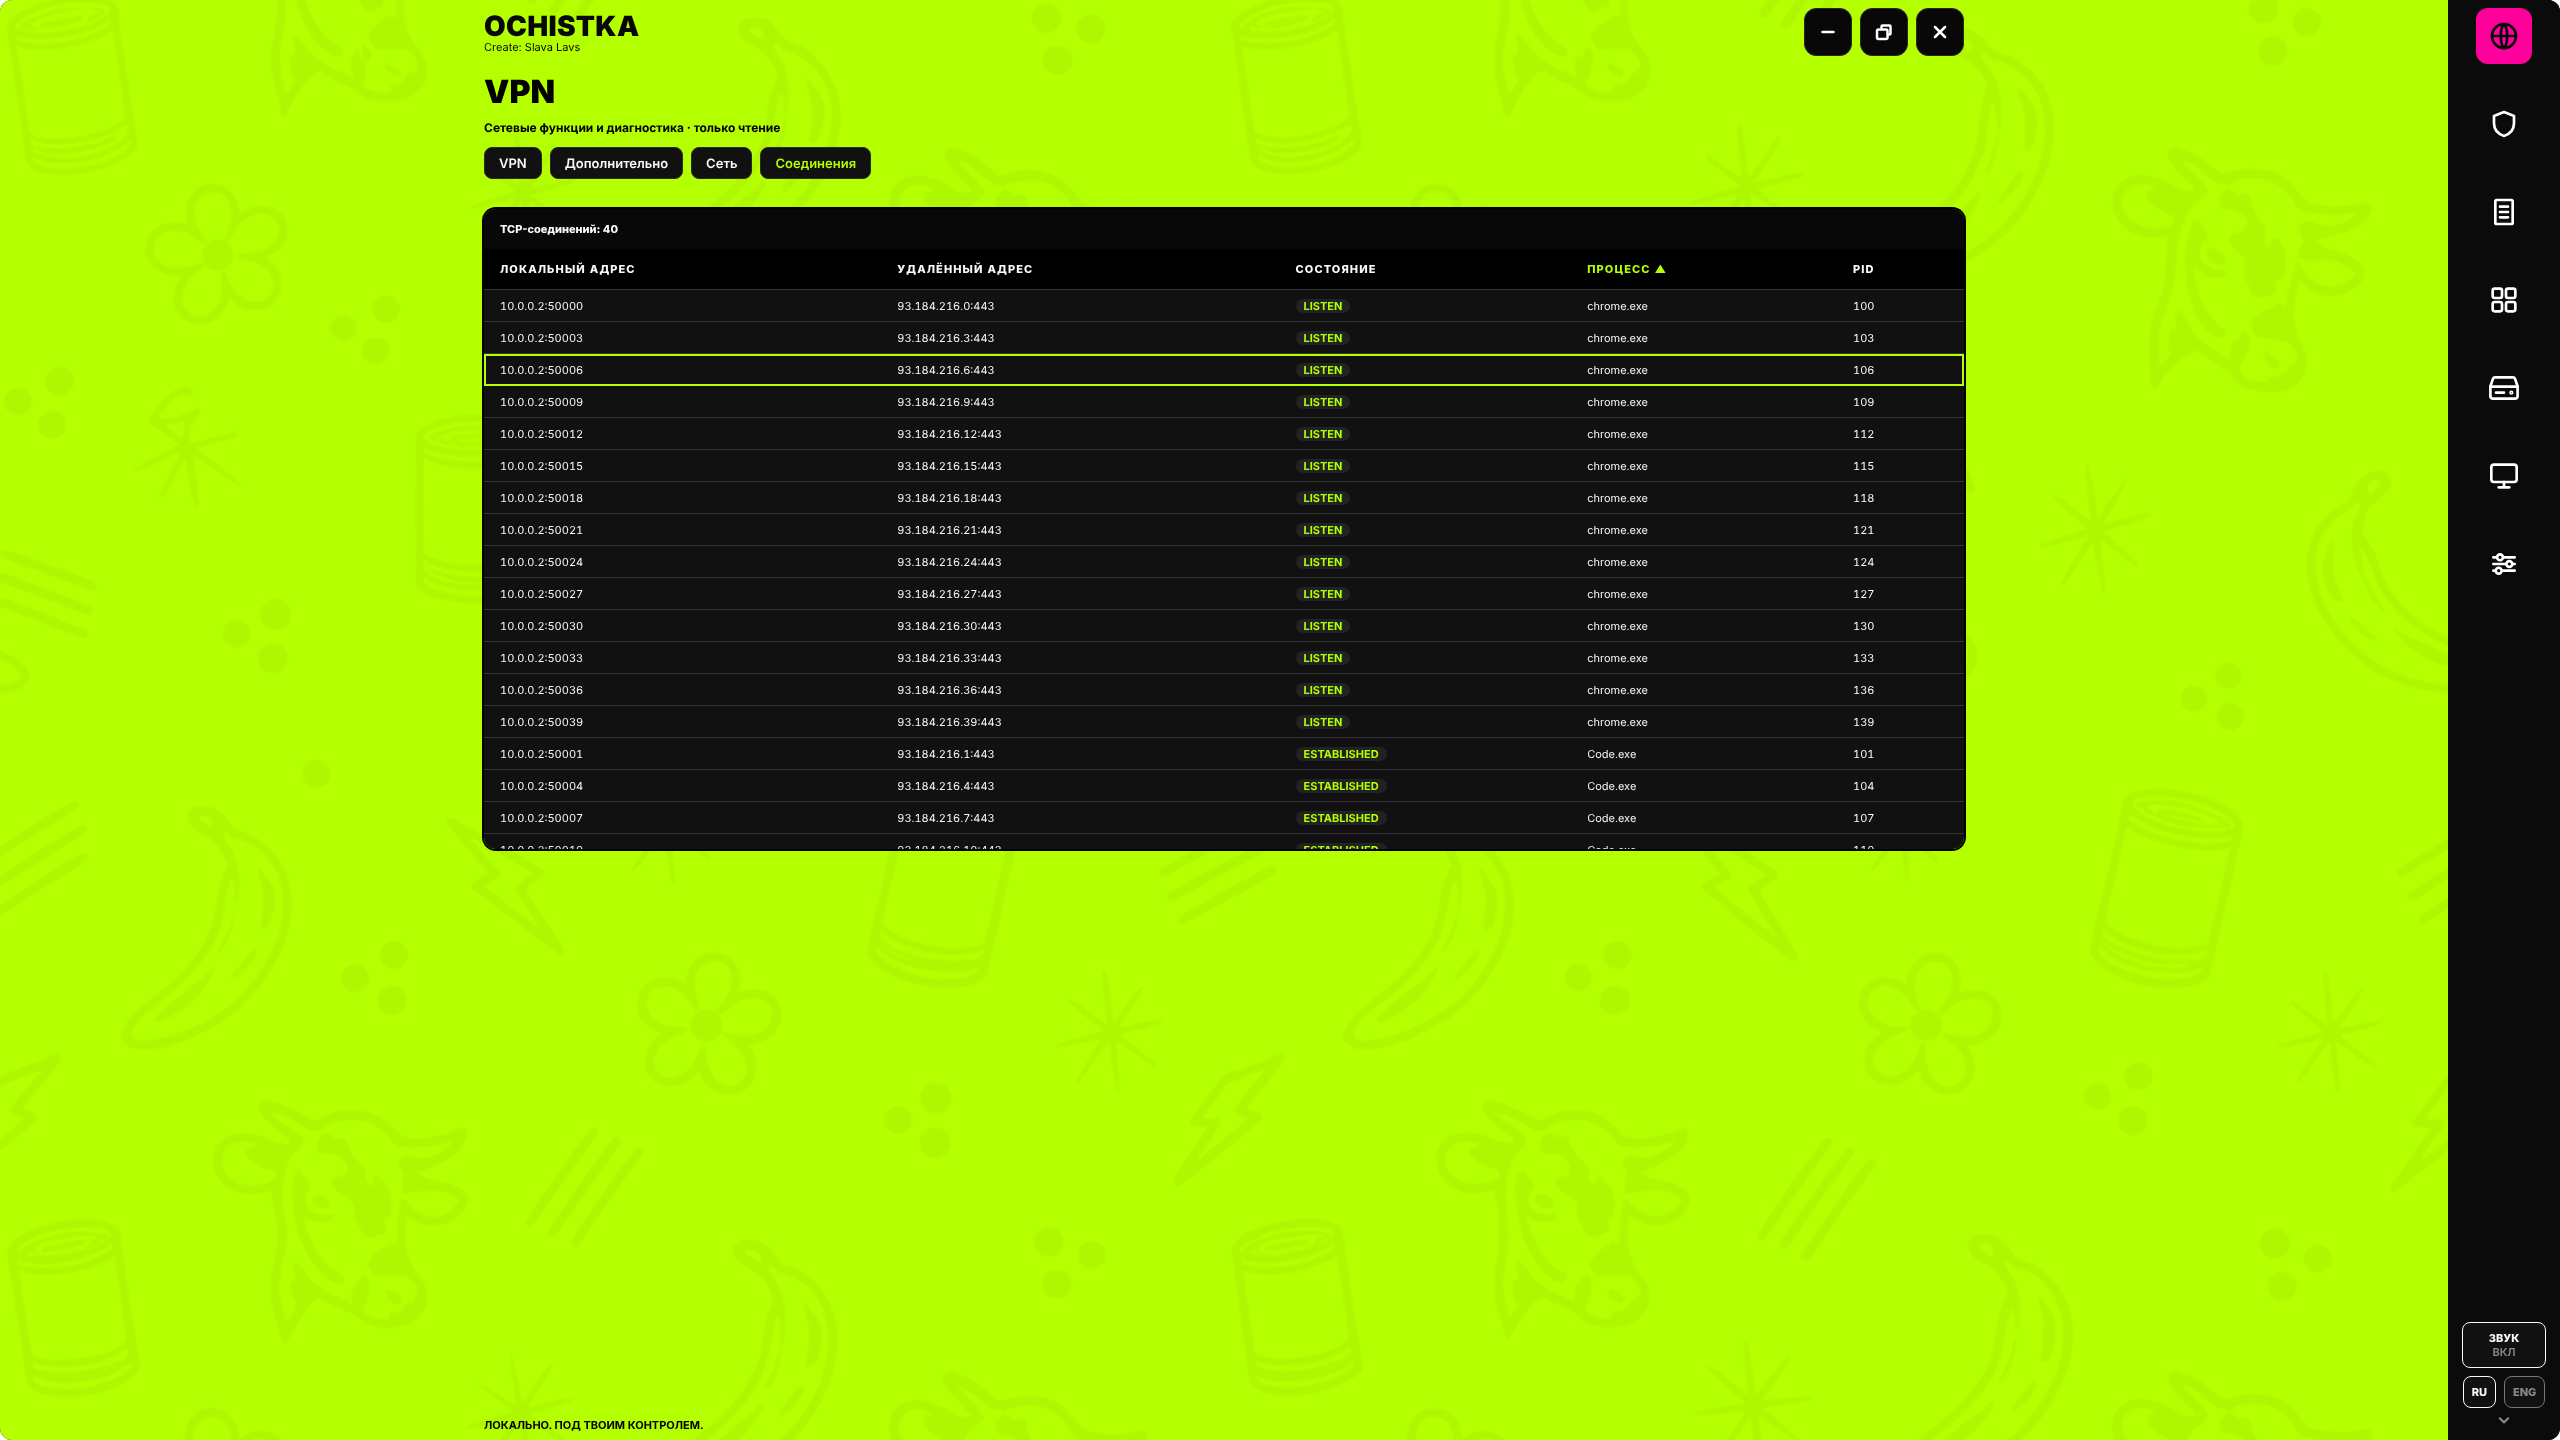 OCHISTKA
Create: Slava Lavs
VPN
Сетевые функции и диагностика · только чтение
VPN Дополнительно Сеть Соединения
TCP-соединений: 40
ЛОКАЛЬНЫЙ АДРЕС УДАЛЁННЫЙ АДРЕС СОСТОЯНИЕ ПРОЦЕСС ▲ PID
10.0.0.2:50000 93.184.216.0:443 LISTEN chrome.exe 100
10.0.0.2:50003 93.184.216.3:443 LISTEN chrome.exe 103
10.0.0.2:50006 93.184.216.6:443 LISTEN chrome.exe 106
10.0.0.2:50009 93.184.216.9:443 LISTEN chrome.exe 109
10.0.0.2:50012 93.184.216.12:443 LISTEN chrome.exe 112
10.0.0.2:50015 93.184.216.15:443 LISTEN chrome.exe 115
10.0.0.2:50018 93.184.216.18:443 LISTEN chrome.exe 118
10.0.0.2:50021 93.184.216.21:443 LISTEN chrome.exe 121
10.0.0.2:50024 93.184.216.24:443 LISTEN chrome.exe 124
10.0.0.2:50027 93.184.216.27:443 LISTEN chrome.exe 127
10.0.0.2:50030 93.184.216.30:443 LISTEN chrome.exe 130
10.0.0.2:50033 93.184.216.33:443 LISTEN chrome.exe 133
10.0.0.2:50036 93.184.216.36:443 LISTEN chrome.exe 136
10.0.0.2:50039 93.184.216.39:443 LISTEN chrome.exe 139
10.0.0.2:50001 93.184.216.1:443 ESTABLISHED Code.exe 101
10.0.0.2:50004 93.184.216.4:443 ESTABLISHED Code.exe 104
10.0.0.2:50007 93.184.216.7:443 ESTABLISHED Code.exe 107
10.0.0.2:50010 93.184.216.10:443 ESTABLISHED Code.exe 110
ЛОКАЛЬНО. ПОД ТВОИМ КОНТРОЛЕМ.
ЗВУК
ВКЛ
RU ENG